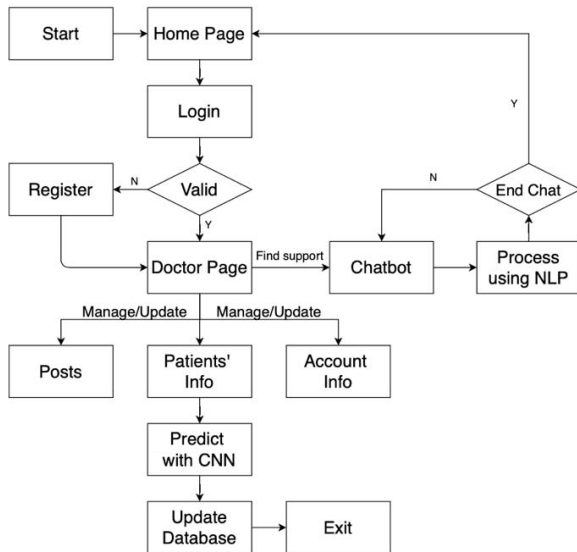 Start
Home Page
Y
Login
Register
N
Valid
N
End Chat
Y
Doctor Page
Find support
Chatbot
Process
using NLP
Manage/Update
Manage/Update
Posts
Patients'
Info
Account
Info
Predict
with CNN
Update
Database
Exit